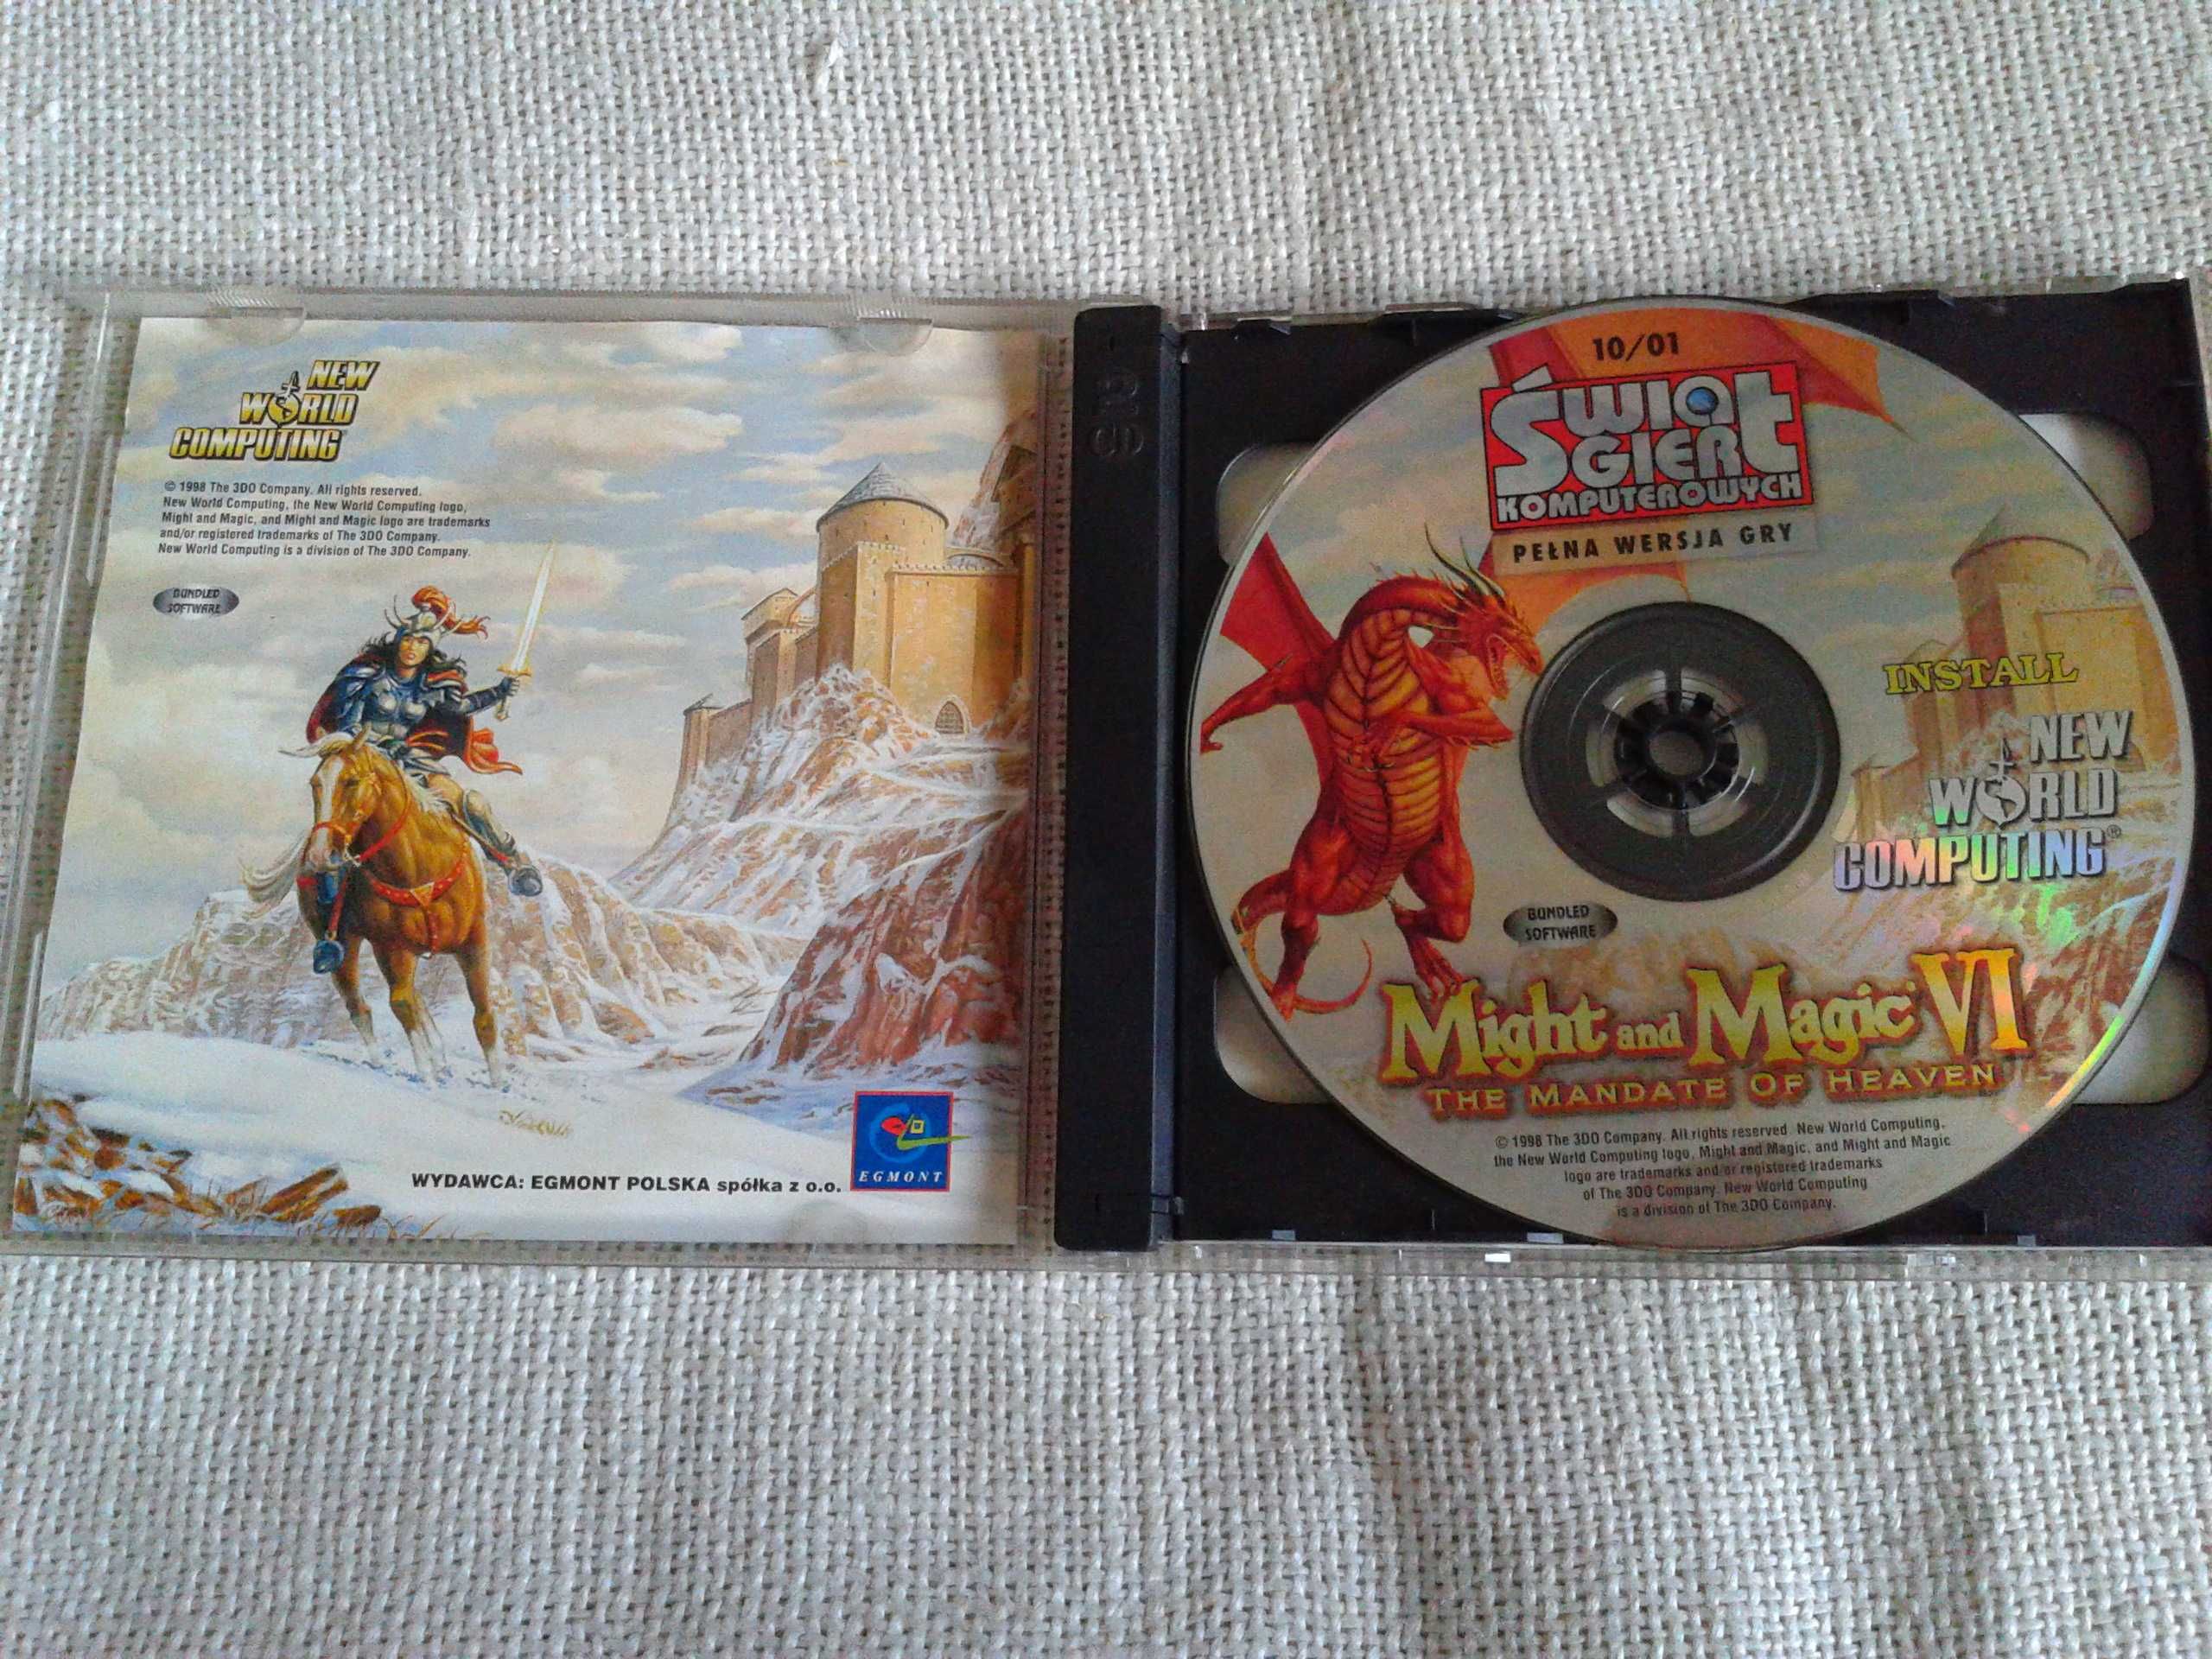 NEW
WORLD
COMPUTING
© 1998 The 3DO Company. All rights reserved.
New World Computing, the New World Computing logo,
Might and Magic, and Might and Magic logo are trademarks
and/or registered trademarks of The 3DO Company.
New World Computing is a division of The 3DO Company.
BUNDLED
SOFTWARE
WYDAWCA: EGMONT POLSKA spółka z o.o.
EGMONT
10/01
ŚWIAT
GIER
KOMPUTEROWYCH
PEŁNA WERSJA GRY
INSTALL
NEW
WORLD
COMPUTING®
BUNDLED
SOFTWARE
Might and Magic VI
THE MANDATE OF HEAVEN
© 1998 The 3DO Company. All rights reserved. New World Computing,
the New World Computing logo, Might and Magic, and Might and Magic
logo are trademarks and/or registered trademarks
of The 3DO Company. New World Computing
is a division of The 3DO Company.